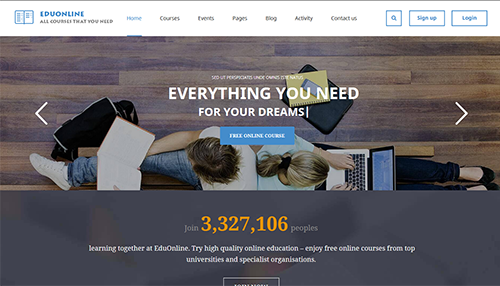 EDUONLINE
ALL COURSES THAT YOU NEED
Home Courses Events Pages Blog Activity Contact us
Sign up Login
SED UT PERSPICIATIS UNDE OMNIS ISTE NATUS
EVERYTHING YOU NEED
FOR YOUR DREAMS|
FREE ONLINE COURSE
Join 3,327,106 peoples
learning together at EduOnline. Try high quality online education – enjoy free online courses from top
universities and specialist organisations.
JOIN NOW